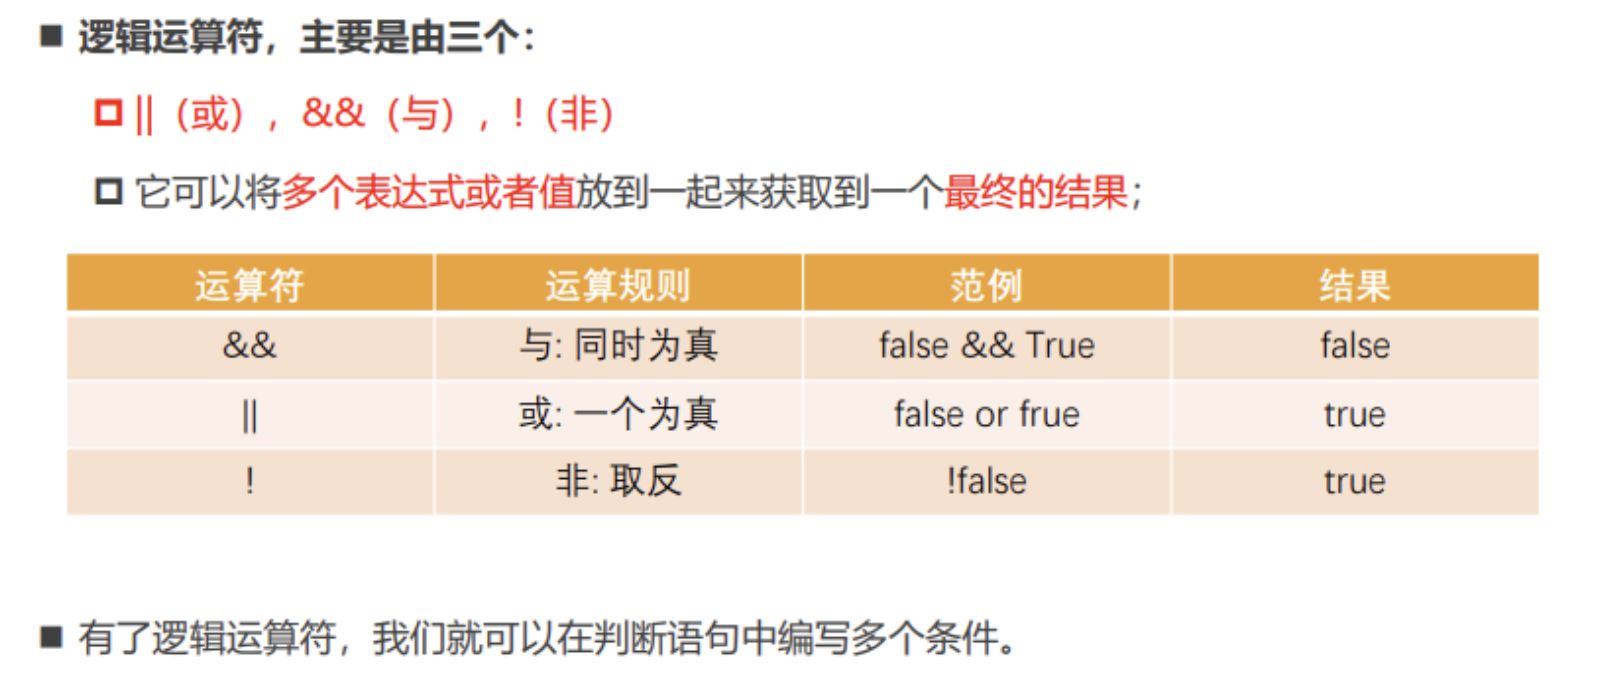 逻辑运算符，主要是由三个：
||（或）, &&（与）, !（非）
它可以将多个表达式或者值放到一起来获取到一个最终的结果；
运算符 运算规则 范例 结果
&& 与: 同时为真 false && True false
|| 或: 一个为真 false or frue true
! 非: 取反 !false true
有了逻辑运算符，我们就可以在判断语句中编写多个条件。